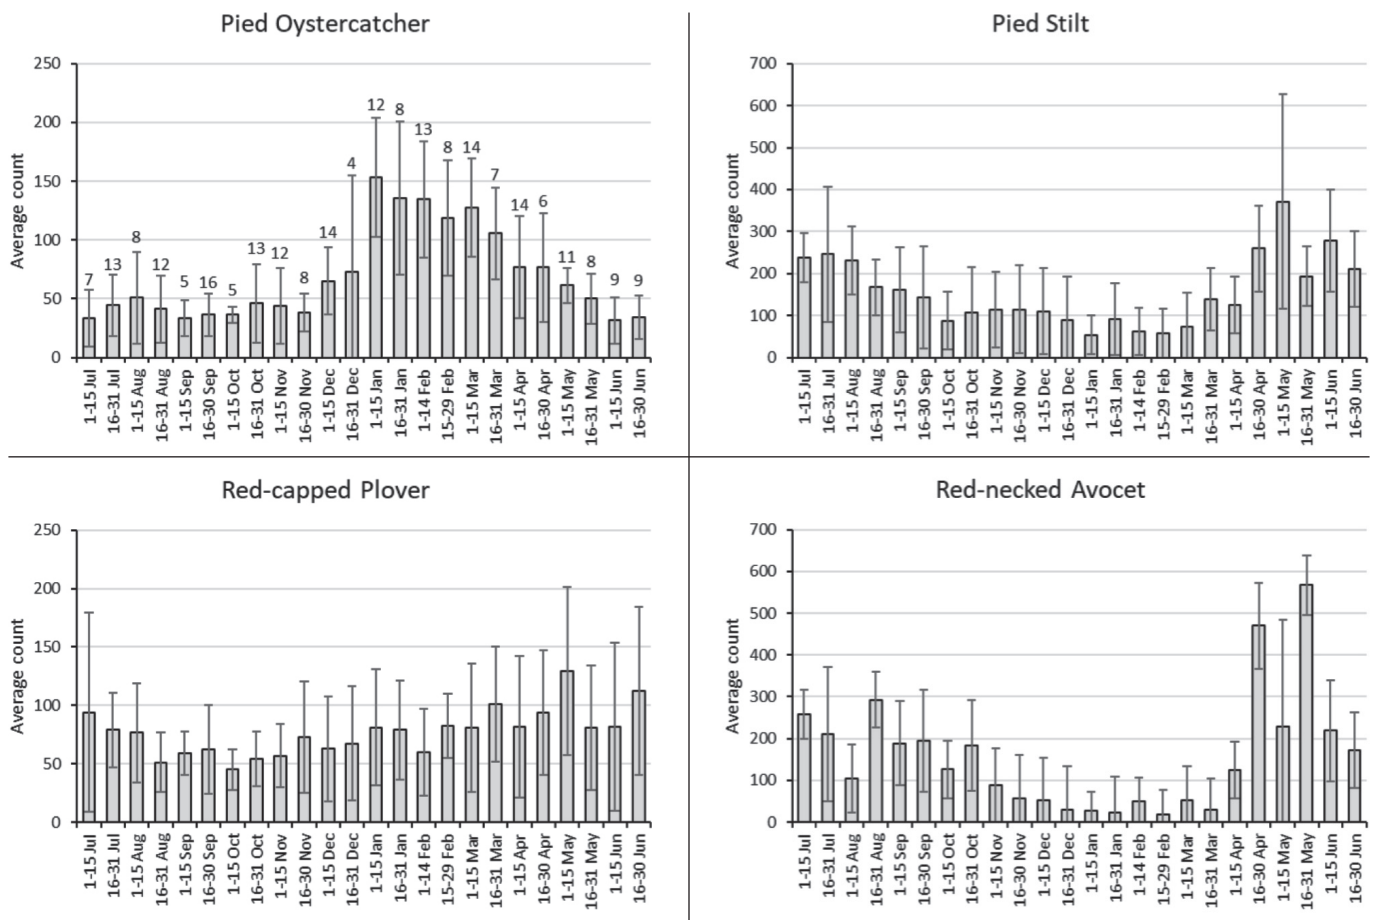 Pied Oystercatcher
Average count
250
200
150
100
50
0
7 13 8 12 5 16 5 13 12 8 14 4 12 8 13 8 14 7 14 6 11 8 9 9
1-15 Jul
16-31 Jul
1-15 Aug
16-31 Aug
1-15 Sep
16-30 Sep
1-15 Oct
16-31 Oct
1-15 Nov
16-30 Nov
1-15 Dec
16-31 Dec
1-15 Jan
16-31 Jan
1-14 Feb
15-29 Feb
1-15 Mar
16-31 Mar
1-15 Apr
16-30 Apr
1-15 May
16-31 May
1-15 Jun
16-30 Jun
Pied Stilt
Average count
700
600
500
400
300
200
100
0
1-15 Jul
16-31 Jul
1-15 Aug
16-31 Aug
1-15 Sep
16-30 Sep
1-15 Oct
16-31 Oct
1-15 Nov
16-30 Nov
1-15 Dec
16-31 Dec
1-15 Jan
16-31 Jan
1-14 Feb
15-29 Feb
1-15 Mar
16-31 Mar
1-15 Apr
16-30 Apr
1-15 May
16-31 May
1-15 Jun
16-30 Jun
Red-capped Plover
Average count
250
200
150
100
50
0
1-15 Jul
16-31 Jul
1-15 Aug
16-31 Aug
1-15 Sep
16-30 Sep
1-15 Oct
16-31 Oct
1-15 Nov
16-30 Nov
1-15 Dec
16-31 Dec
1-15 Jan
16-31 Jan
1-14 Feb
15-29 Feb
1-15 Mar
16-31 Mar
1-15 Apr
16-30 Apr
1-15 May
16-31 May
1-15 Jun
16-30 Jun
Red-necked Avocet
Average count
700
600
500
400
300
200
100
0
1-15 Jul
16-31 Jul
1-15 Aug
16-31 Aug
1-15 Sep
16-30 Sep
1-15 Oct
16-31 Oct
1-15 Nov
16-30 Nov
1-15 Dec
16-31 Dec
1-15 Jan
16-31 Jan
1-14 Feb
15-29 Feb
1-15 Mar
16-31 Mar
1-15 Apr
16-30 Apr
1-15 May
16-31 May
1-15 Jun
16-30 Jun